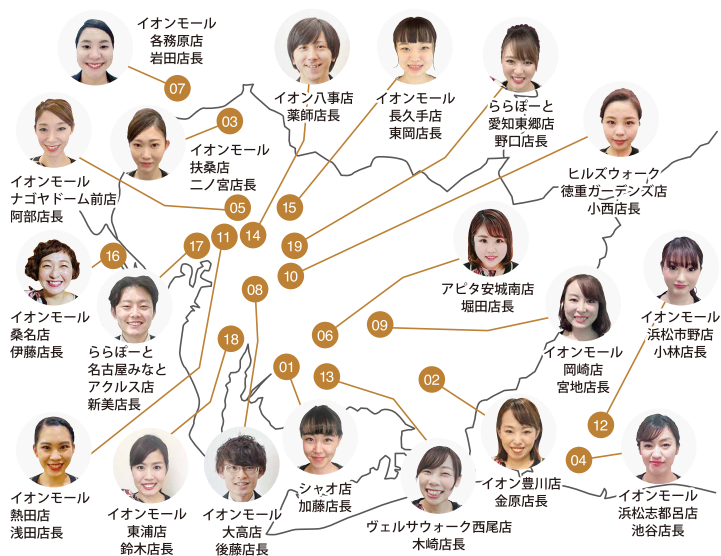 イオンモール
各務原店
岩田店長
07
イオン八事店
薬師店長
14
イオンモール
長久手店
東岡店長
15
ららぽーと
愛知東郷店
野口店長
19
イオンモール
ナゴヤドーム前店
阿部店長
05
03
イオンモール
扶桑店
二ノ宮店長
ヒルズウォーク
徳重ガーデンズ店
小西店長
10
16
イオンモール
桑名店
伊藤店長
17
ららぽーと
名古屋みなと
アクルス店
新美店長
11
08
18
アピタ安城南店
堀田店長
06
09
イオンモール
岡崎店
宮地店長
イオンモール
浜松市野店
小林店長
12
01
13
02
04
イオンモール
熱田店
浅田店長
イオンモール
東浦店
鈴木店長
イオンモール
大高店
後藤店長
シャオ店
加藤店長
ヴェルサウォーク西尾店
木崎店長
イオン豊川店
金原店長
イオンモール
浜松志都呂店
池谷店長